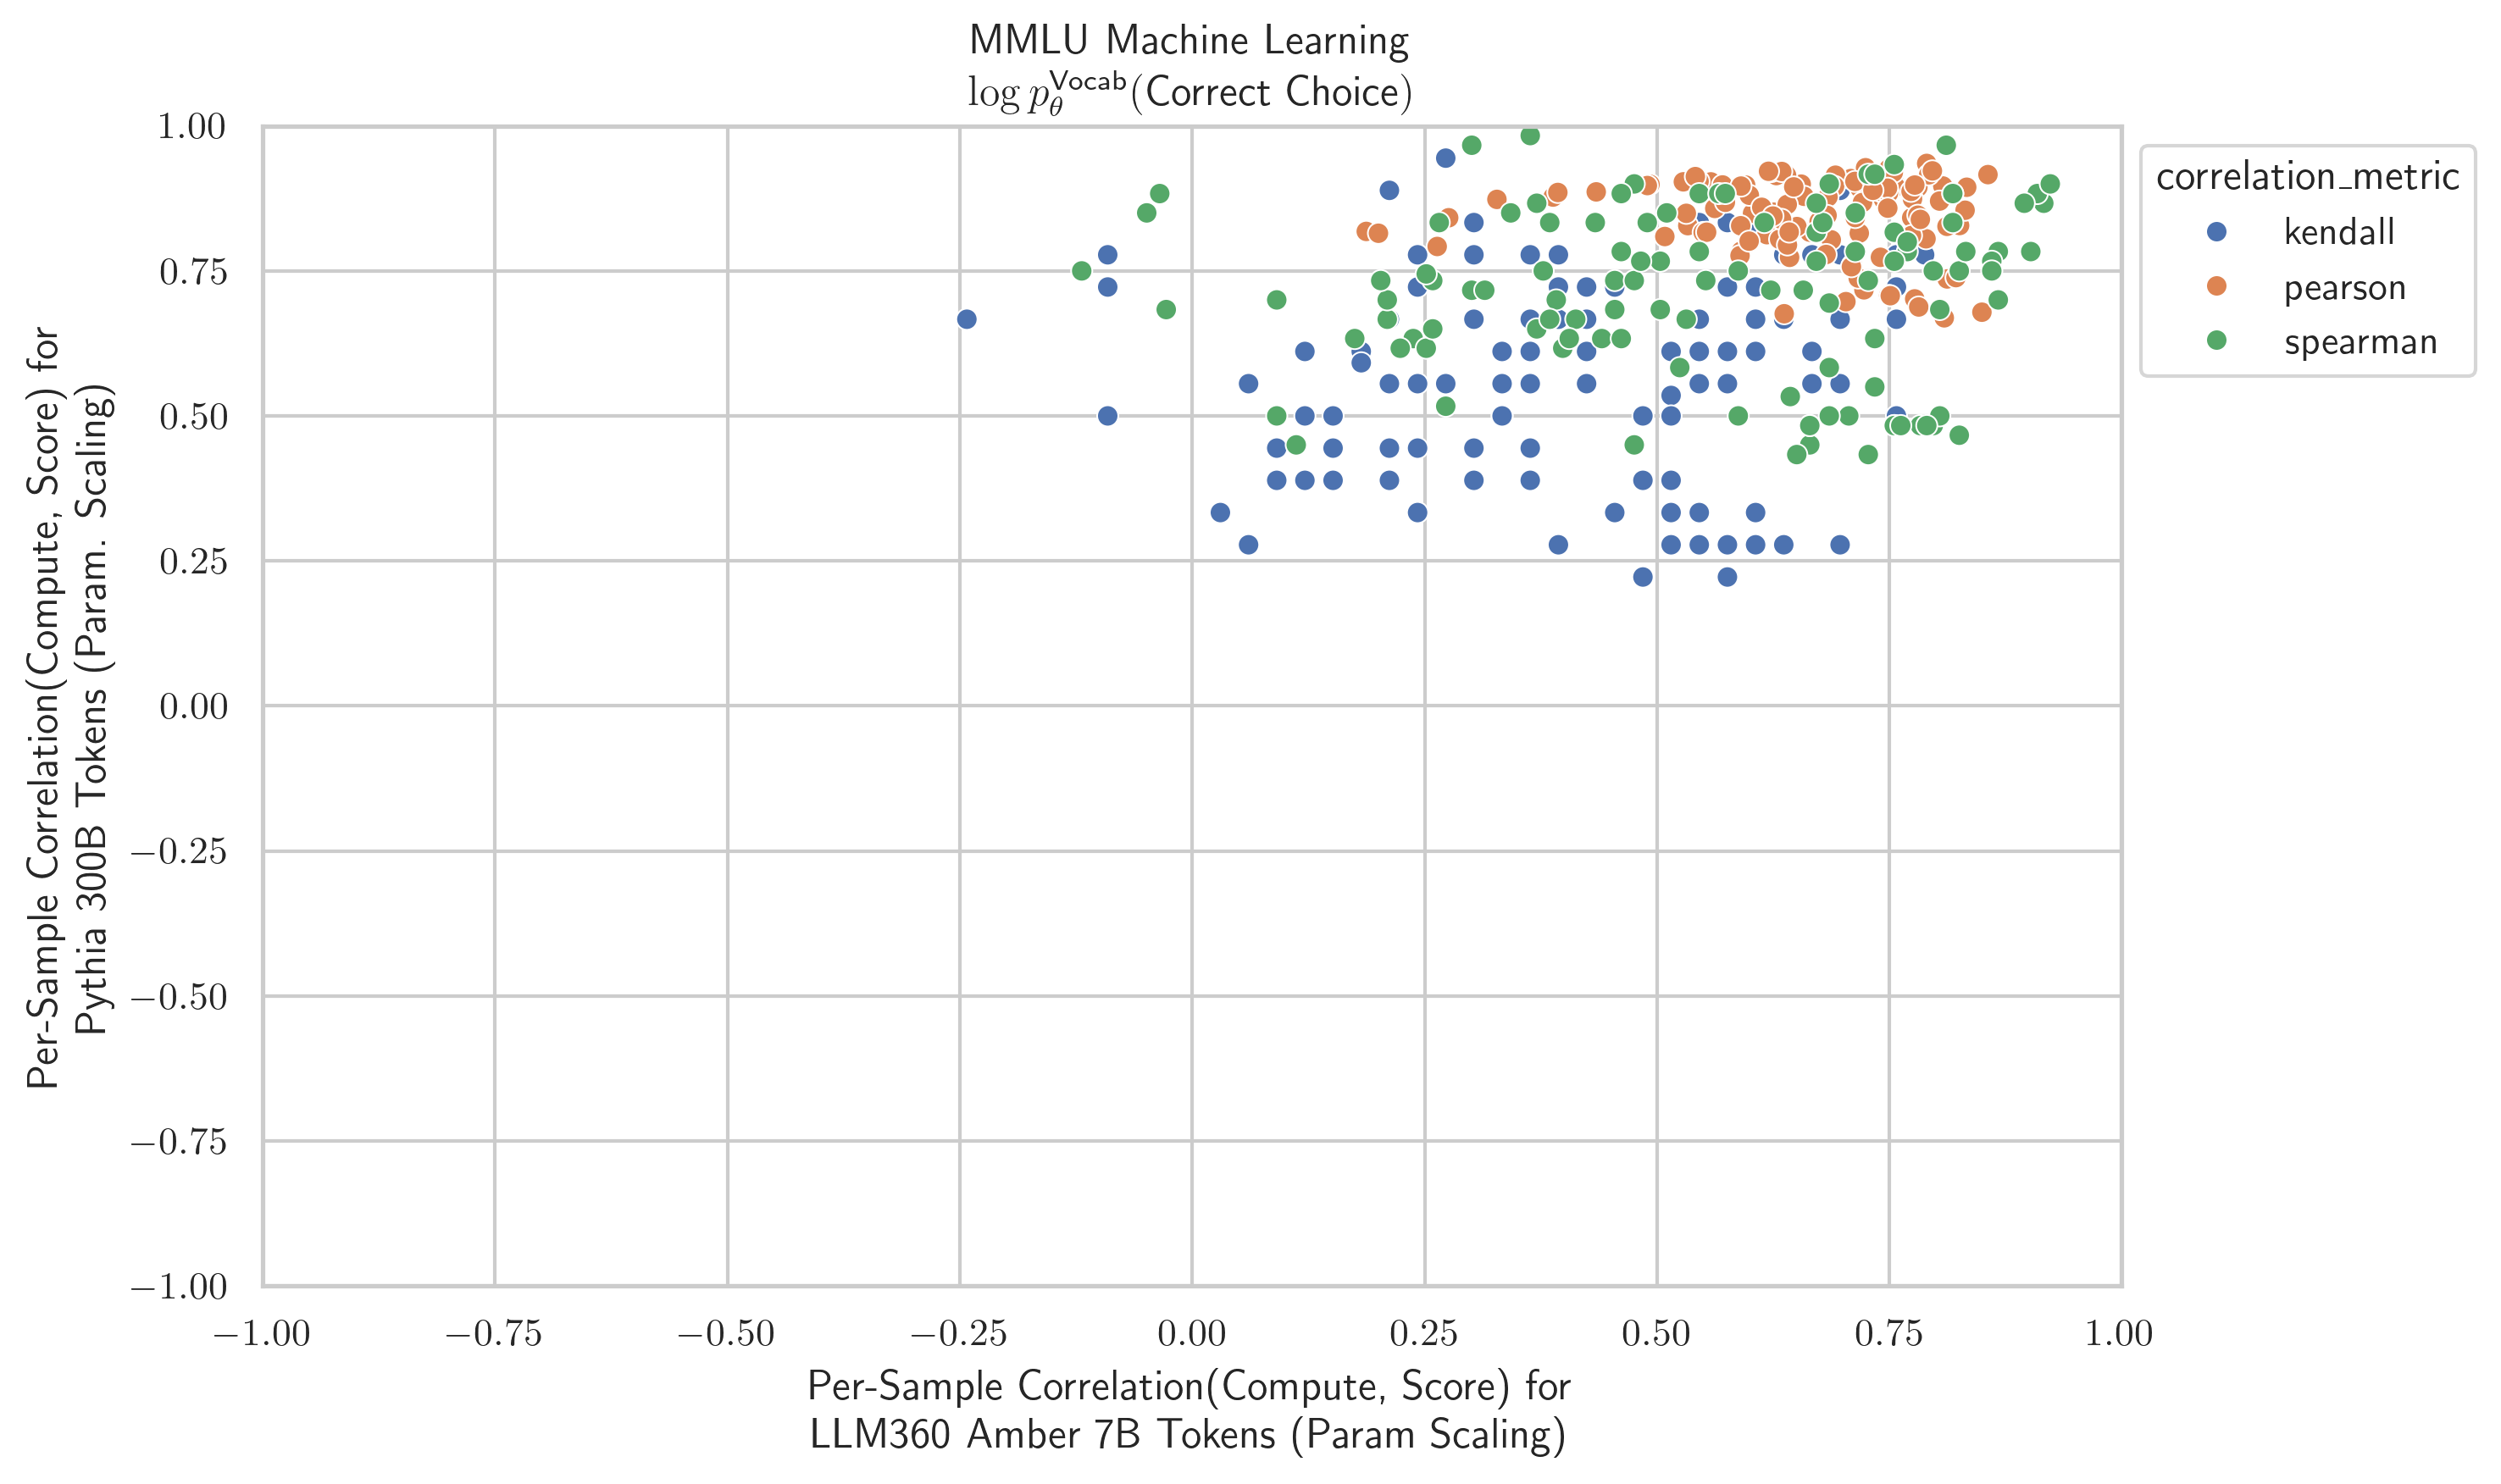 MMLU Machine Learning
log p_θ^Vocab(Correct Choice)
1.00
0.75
0.50
0.25
0.00
−0.25
−0.50
−0.75
−1.00
Per-Sample Correlation(Compute, Score) for
Pythia 300B Tokens (Param. Scaling)
−1.00
−0.75
−0.50
−0.25
0.00
0.25
0.50
0.75
1.00
Per-Sample Correlation(Compute, Score) for
LLM360 Amber 7B Tokens (Param Scaling)
correlation_metric
kendall
pearson
spearman